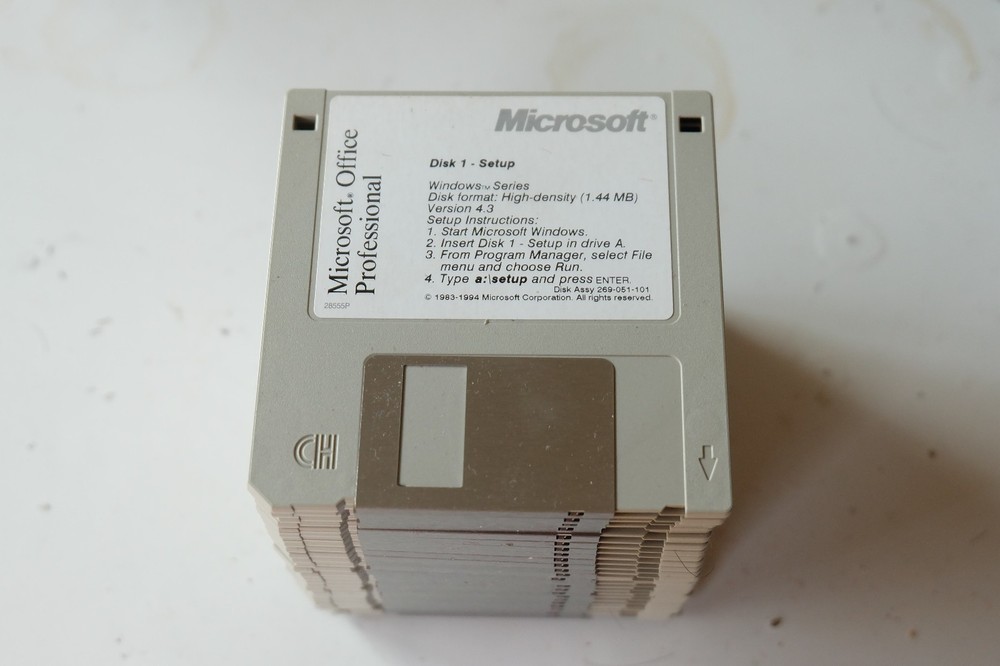 Microsoft®
Microsoft® Office
Professional
Disk 1 - Setup
Windows™ Series
Disk format: High-density (1.44 MB)
Version 4.3
Setup Instructions:
1. Start Microsoft Windows.
2. Insert Disk 1 - Setup in drive A.
3. From Program Manager, select File
menu and choose Run.
4. Type a:\setup and press ENTER.
Disk Assy 269-051-101
© 1983-1994 Microsoft Corporation. All rights reserved.
28555P
CH